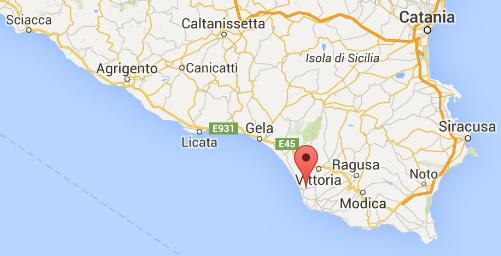 Sciacca
Caltanissetta
Catania
Isola di Sicilia
Agrigento
Canicattì
E931
Gela
Siracusa
Licata
E45
Ragusa
Vittoria
Noto
Modica